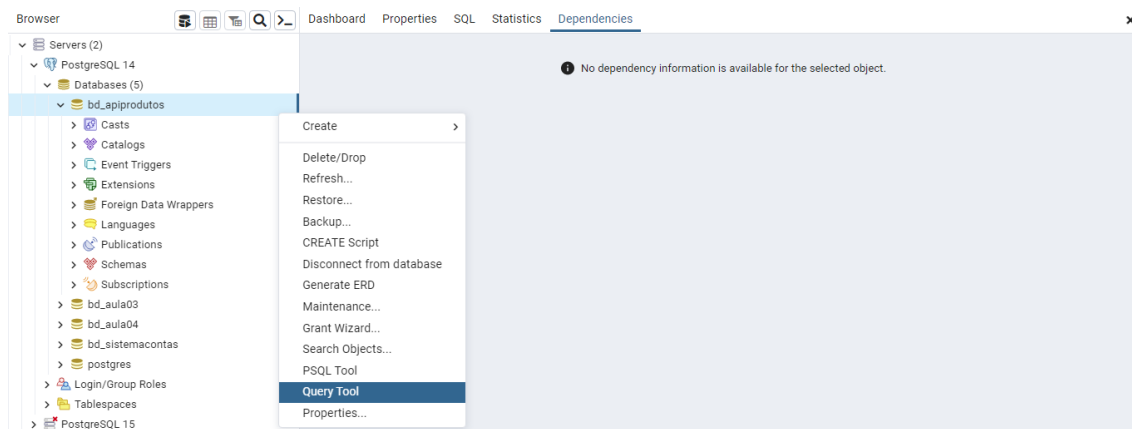 Browser
Dashboard Properties SQL Statistics Dependencies
Servers (2)
PostgreSQL 14
Databases (5)
bd_apiprodutos
Casts
Catalogs
Event Triggers
Extensions
Foreign Data Wrappers
Languages
Publications
Schemas
Subscriptions
bd_aula03
bd_aula04
bd_sistemacontas
postgres
Login/Group Roles
Tablespaces
PostgreSQL 15
Create
Delete/Drop
Refresh...
Restore...
Backup...
CREATE Script
Disconnect from database
Generate ERD
Maintenance...
Grant Wizard...
Search Objects...
PSQL Tool
Query Tool
Properties...
No dependency information is available for the selected object.